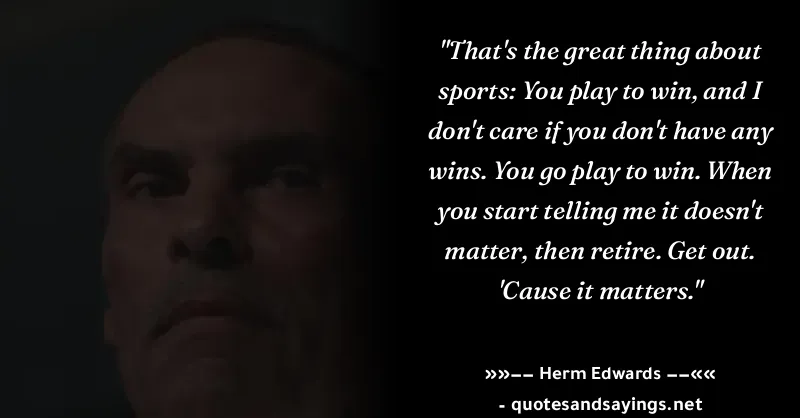 "That's the great thing about
sports: You play to win, and I
don't care if you don't have any
wins. You go play to win. When
you start telling me it doesn't
matter, then retire. Get out.
'Cause it matters."
»»–– Herm Edwards ––««
- quotesandsayings.net